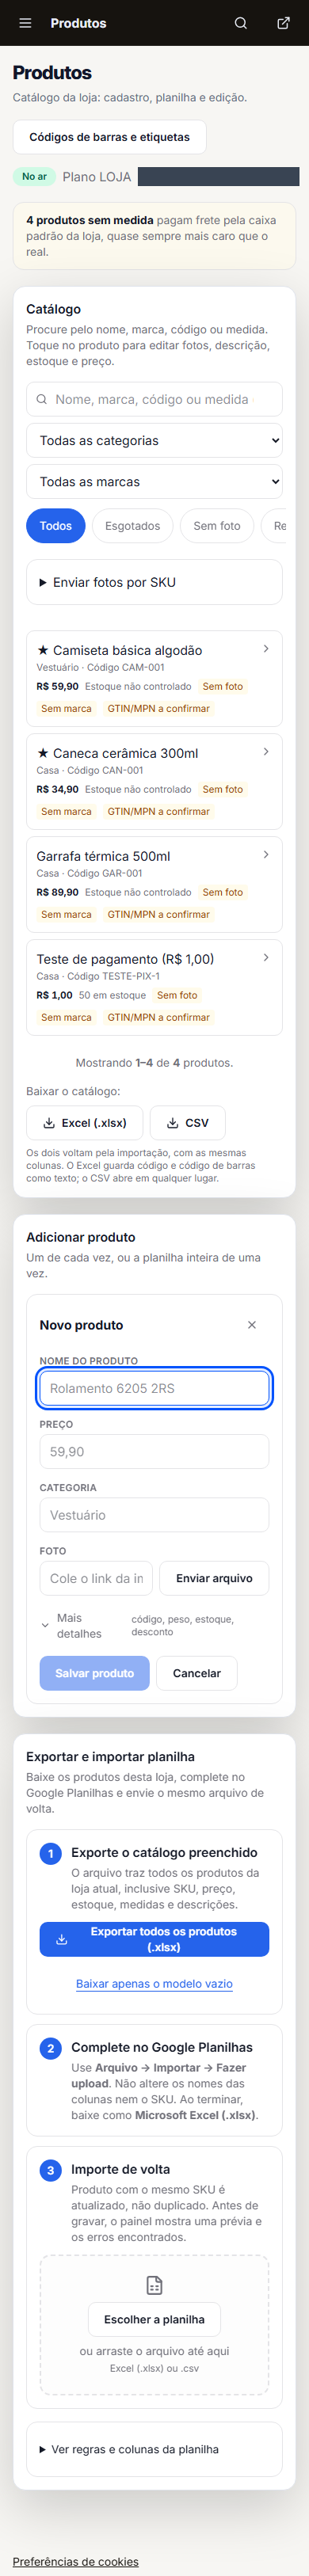 Produtos
Produtos
Catálogo da loja: cadastro, planilha e edição.
Códigos de barras e etiquetas
No ar Plano LOJA
4 produtos sem medida pagam frete pela caixa
padrão da loja, quase sempre mais caro que o
real.
Catálogo
Procure pelo nome, marca, código ou medida.
Toque no produto para editar fotos, descrição,
estoque e preço.
Nome, marca, código ou medida
Todas as categorias
Todas as marcas
Todos Esgotados Sem foto Re
▶ Enviar fotos por SKU
★ Camiseta básica algodão
Vestuário · Código CAM-001
R$ 59,90 Estoque não controlado Sem foto
Sem marca GTIN/MPN a confirmar
★ Caneca cerâmica 300ml
Casa · Código CAN-001
R$ 34,90 Estoque não controlado Sem foto
Sem marca GTIN/MPN a confirmar
Garrafa térmica 500ml
Casa · Código GAR-001
R$ 89,90 Estoque não controlado Sem foto
Sem marca GTIN/MPN a confirmar
Teste de pagamento (R$ 1,00)
Casa · Código TESTE-PIX-1
R$ 1,00 50 em estoque Sem foto
Sem marca GTIN/MPN a confirmar
Mostrando 1–4 de 4 produtos.
Baixar o catálogo:
Excel (.xlsx) CSV
Os dois voltam pela importação, com as mesmas
colunas. O Excel guarda código e código de barras
como texto; o CSV abre em qualquer lugar.
Adicionar produto
Um de cada vez, ou a planilha inteira de uma
vez.
Novo produto
NOME DO PRODUTO
Rolamento 6205 2RS
PREÇO
59,90
CATEGORIA
Vestuário
FOTO
Cole o link da in Enviar arquivo
Mais
detalhes
código, peso, estoque,
desconto
Salvar produto Cancelar
Exportar e importar planilha
Baixe os produtos desta loja, complete no
Google Planilhas e envie o mesmo arquivo de
volta.
1 Exporte o catálogo preenchido
O arquivo traz todos os produtos da
loja atual, inclusive SKU, preço,
estoque, medidas e descrições.
Exportar todos os produtos
(.xlsx)
Baixar apenas o modelo vazio
2 Complete no Google Planilhas
Use Arquivo → Importar → Fazer
upload. Não altere os nomes das
colunas nem o SKU. Ao terminar,
baixe como Microsoft Excel (.xlsx).
3 Importe de volta
Produto com o mesmo SKU é
atualizado, não duplicado. Antes de
gravar, o painel mostra uma prévia e
os erros encontrados.
Escolher a planilha
ou arraste o arquivo até aqui
Excel (.xlsx) ou .csv
▶ Ver regras e colunas da planilha
Preferências de cookies